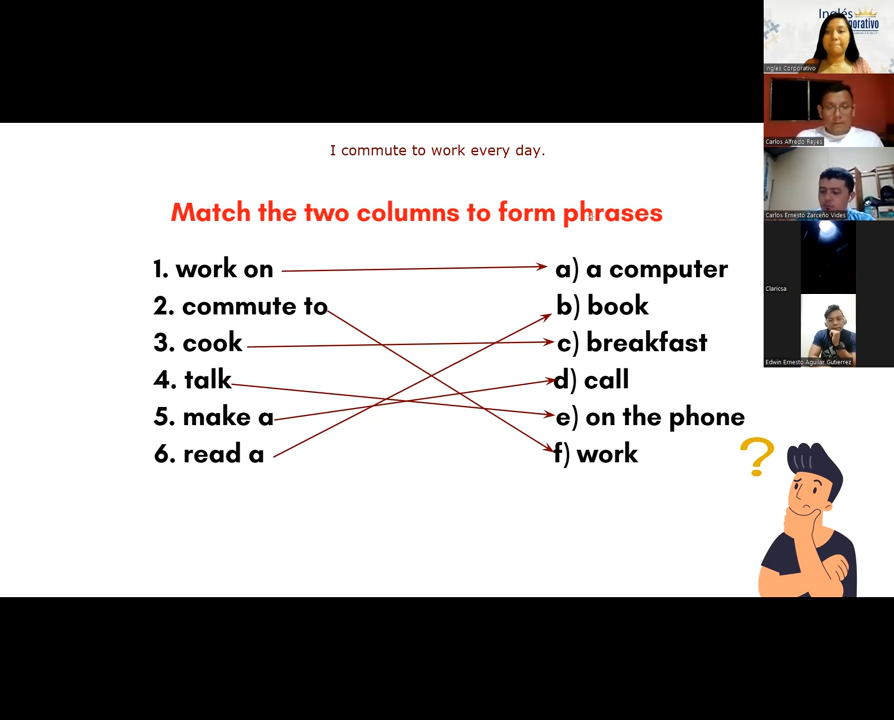 I commute to work every day.
Match the two columns to form phrases
1. work on
a) a computer
2. commute to
b) book
3. cook
c) breakfast
4. talk
d) call
5. make a
e) on the phone
6. read a
f) work
?
Inglés
Inglés Corporativo
Carlos Alfredo Reyes
Carlos Ernesto Zarceño Vides
Claricsa
Edwin Ernesto Aguilar Gutierrez